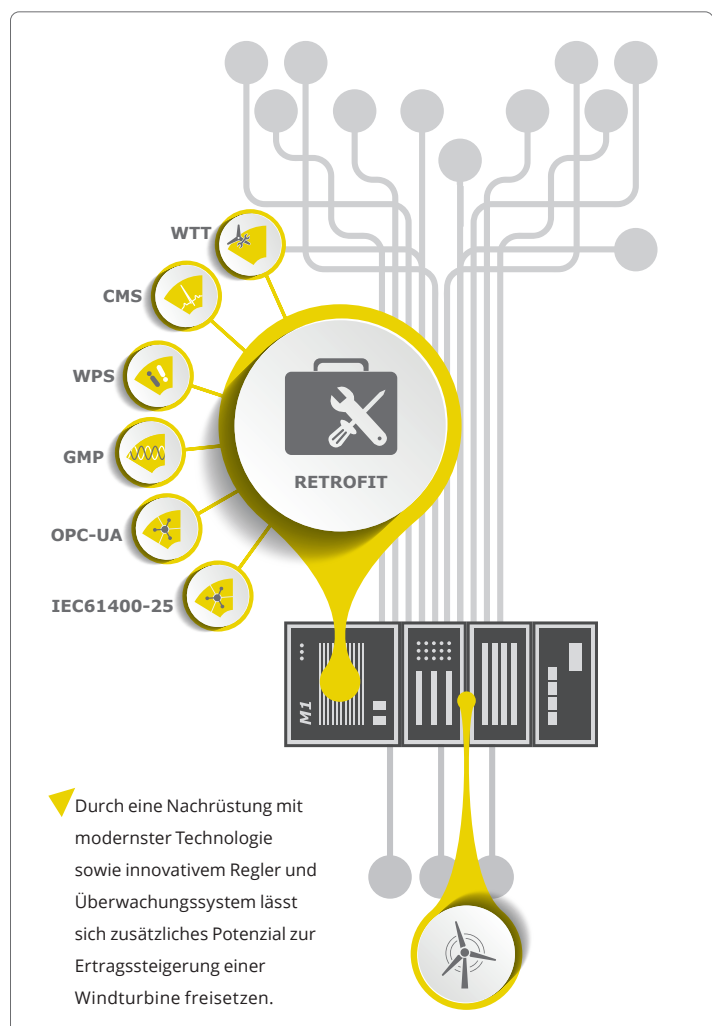 WTT
CMS
WPS
GMP
OPC-UA
IEC61400-25
RETROFIT
M1
Durch eine Nachrüstung mit
modernster Technologie
sowie innovativem Regler und
Überwachungssystem lässt
sich zusätzliches Potenzial zur
Ertragssteigerung einer
Windturbine freisetzen.